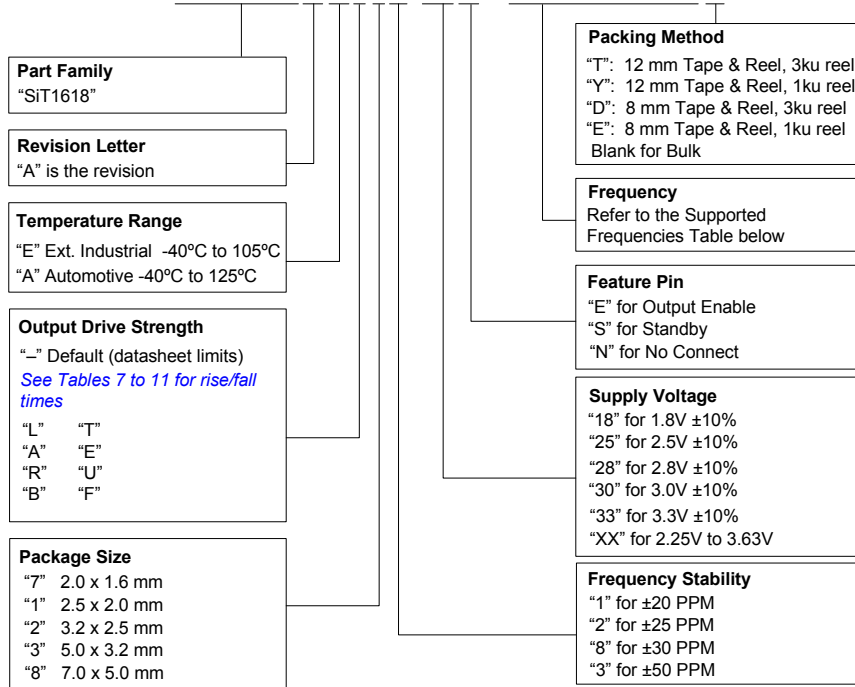 Part Family
“SiT1618”
Revision Letter
“A” is the revision
Temperature Range
“E” Ext. Industrial -40ºC to 105ºC
“A” Automotive -40ºC to 125ºC
Output Drive Strength
“–” Default (datasheet limits)
See Tables 7 to 11 for rise/fall
times
“L” “T”
“A” “E”
“R” “U”
“B” “F”
Package Size
“7” 2.0 x 1.6 mm
“1” 2.5 x 2.0 mm
“2” 3.2 x 2.5 mm
“3” 5.0 x 3.2 mm
“8” 7.0 x 5.0 mm
Packing Method
“T”: 12 mm Tape & Reel, 3ku reel
“Y”: 12 mm Tape & Reel, 1ku reel
“D”: 8 mm Tape & Reel, 3ku reel
“E”: 8 mm Tape & Reel, 1ku reel
Blank for Bulk
Frequency
Refer to the Supported
Frequencies Table below
Feature Pin
“E” for Output Enable
“S” for Standby
“N” for No Connect
Supply Voltage
“18” for 1.8V ±10%
“25” for 2.5V ±10%
“28” for 2.8V ±10%
“30” for 3.0V ±10%
“33” for 3.3V ±10%
“XX” for 2.25V to 3.63V
Frequency Stability
“1” for ±20 PPM
“2” for ±25 PPM
“8” for ±30 PPM
“3” for ±50 PPM